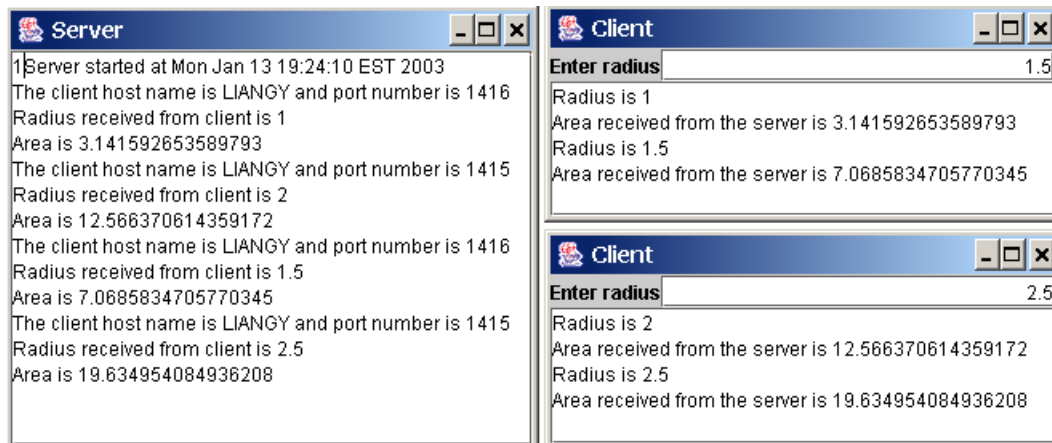 Server
1Server started at Mon Jan 13 19:24:10 EST 2003
The client host name is LIANGY and port number is 1416
Radius received from client is 1
Area is 3.141592653589793
The client host name is LIANGY and port number is 1415
Radius received from client is 2
Area is 12.566370614359172
The client host name is LIANGY and port number is 1416
Radius received from client is 1.5
Area is 7.0685834705770345
The client host name is LIANGY and port number is 1415
Radius received from client is 2.5
Area is 19.634954084936208
Client
Enter radius 1.5
Radius is 1
Area received from the server is 3.141592653589793
Radius is 1.5
Area received from the server is 7.0685834705770345
Client
Enter radius 2.5
Radius is 2
Area received from the server is 12.566370614359172
Radius is 2.5
Area received from the server is 19.634954084936208